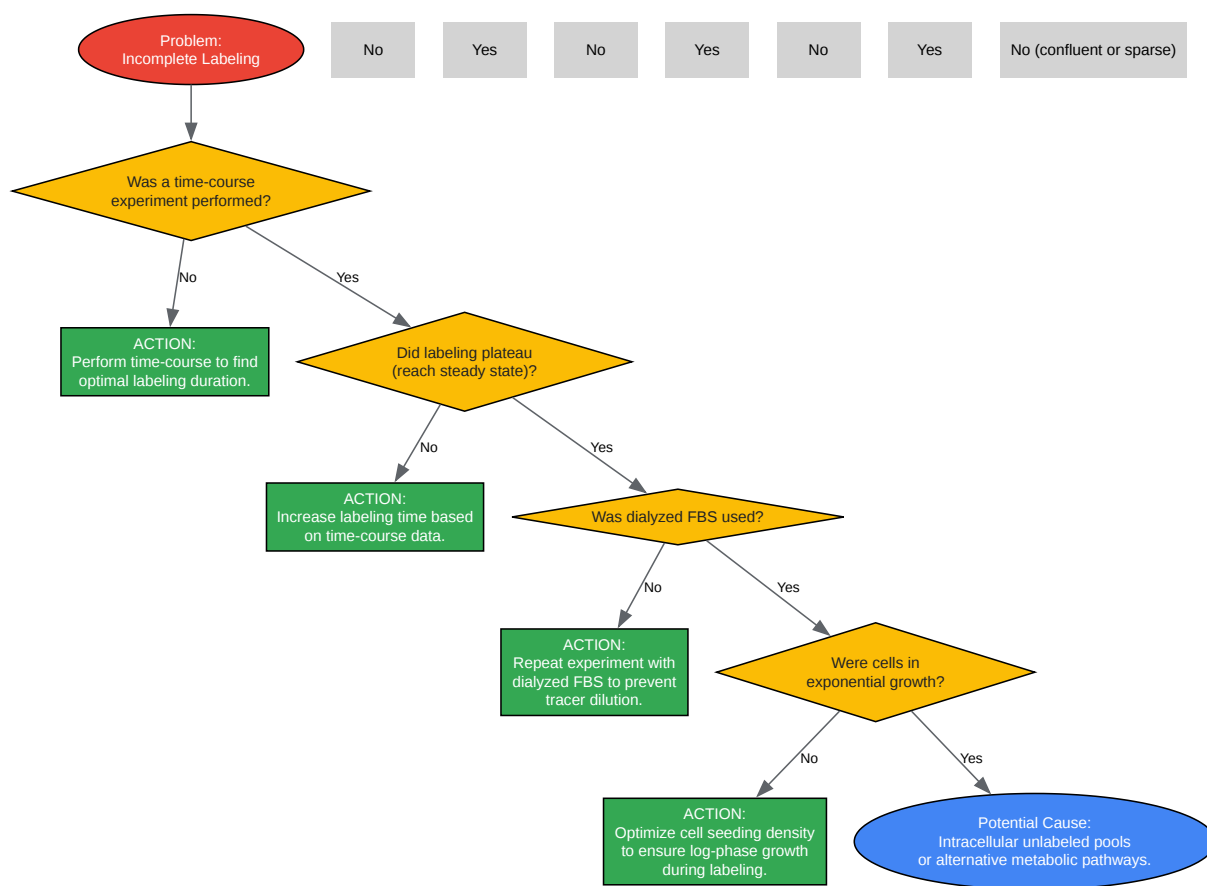 Problem:
Incomplete Labeling
No
Yes
No
Yes
No
Yes
No (confluent or sparse)
Was a time-course
experiment performed?
No
Yes
ACTION:
Perform time-course to find
optimal labeling duration.
Did labeling plateau
(reach steady state)?
No
Yes
ACTION:
Increase labeling time based
on time-course data.
Was dialyzed FBS used?
No
Yes
ACTION:
Repeat experiment with
dialyzed FBS to prevent
tracer dilution.
Were cells in
exponential growth?
No
Yes
ACTION:
Optimize cell seeding density
to ensure log-phase growth
during labeling.
Potential Cause:
Intracellular unlabeled pools
or alternative metabolic pathways.